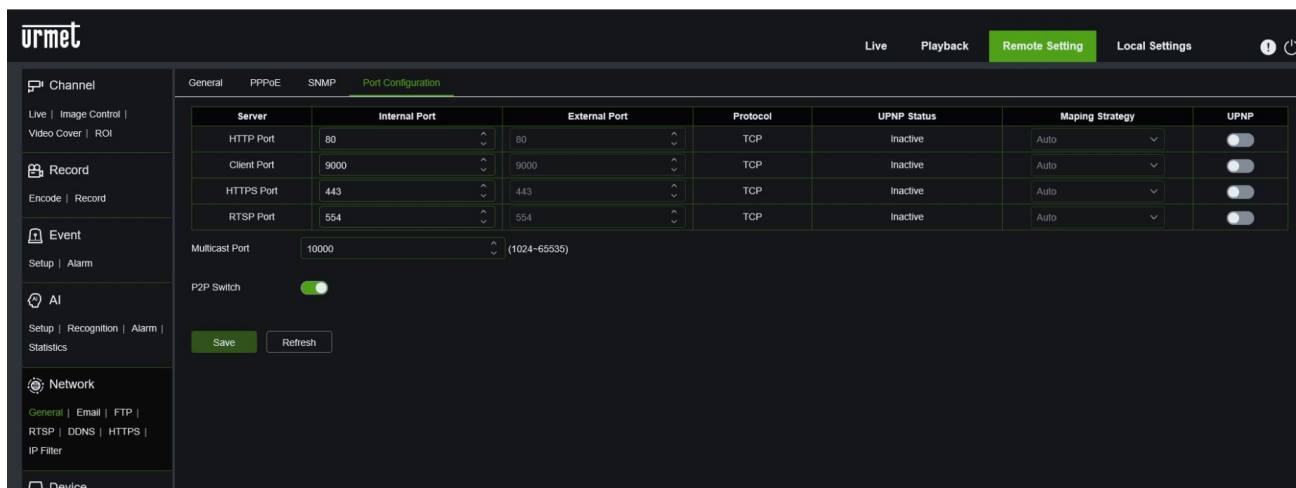 urmet
Live Playback Remote Setting Local Settings
Channel
Live | Image Control |
Video Cover | ROI
Record
Encode | Record
Event
Setup | Alarm
AI
Setup | Recognition | Alarm |
Statistics
Network
General | Email | FTP |
RTSP | DDNS | HTTPS |
IP Filter
Device
General PPPoE SNMP Port Configuration
Server Internal Port External Port Protocol UPNP Status Maping Strategy UPNP
HTTP Port 80 80 TCP Inactive Auto
Client Port 9000 9000 TCP Inactive Auto
HTTPS Port 443 443 TCP Inactive Auto
RTSP Port 554 554 TCP Inactive Auto
Multicast Port 10000 (1024~65535)
P2P Switch
Save Refresh